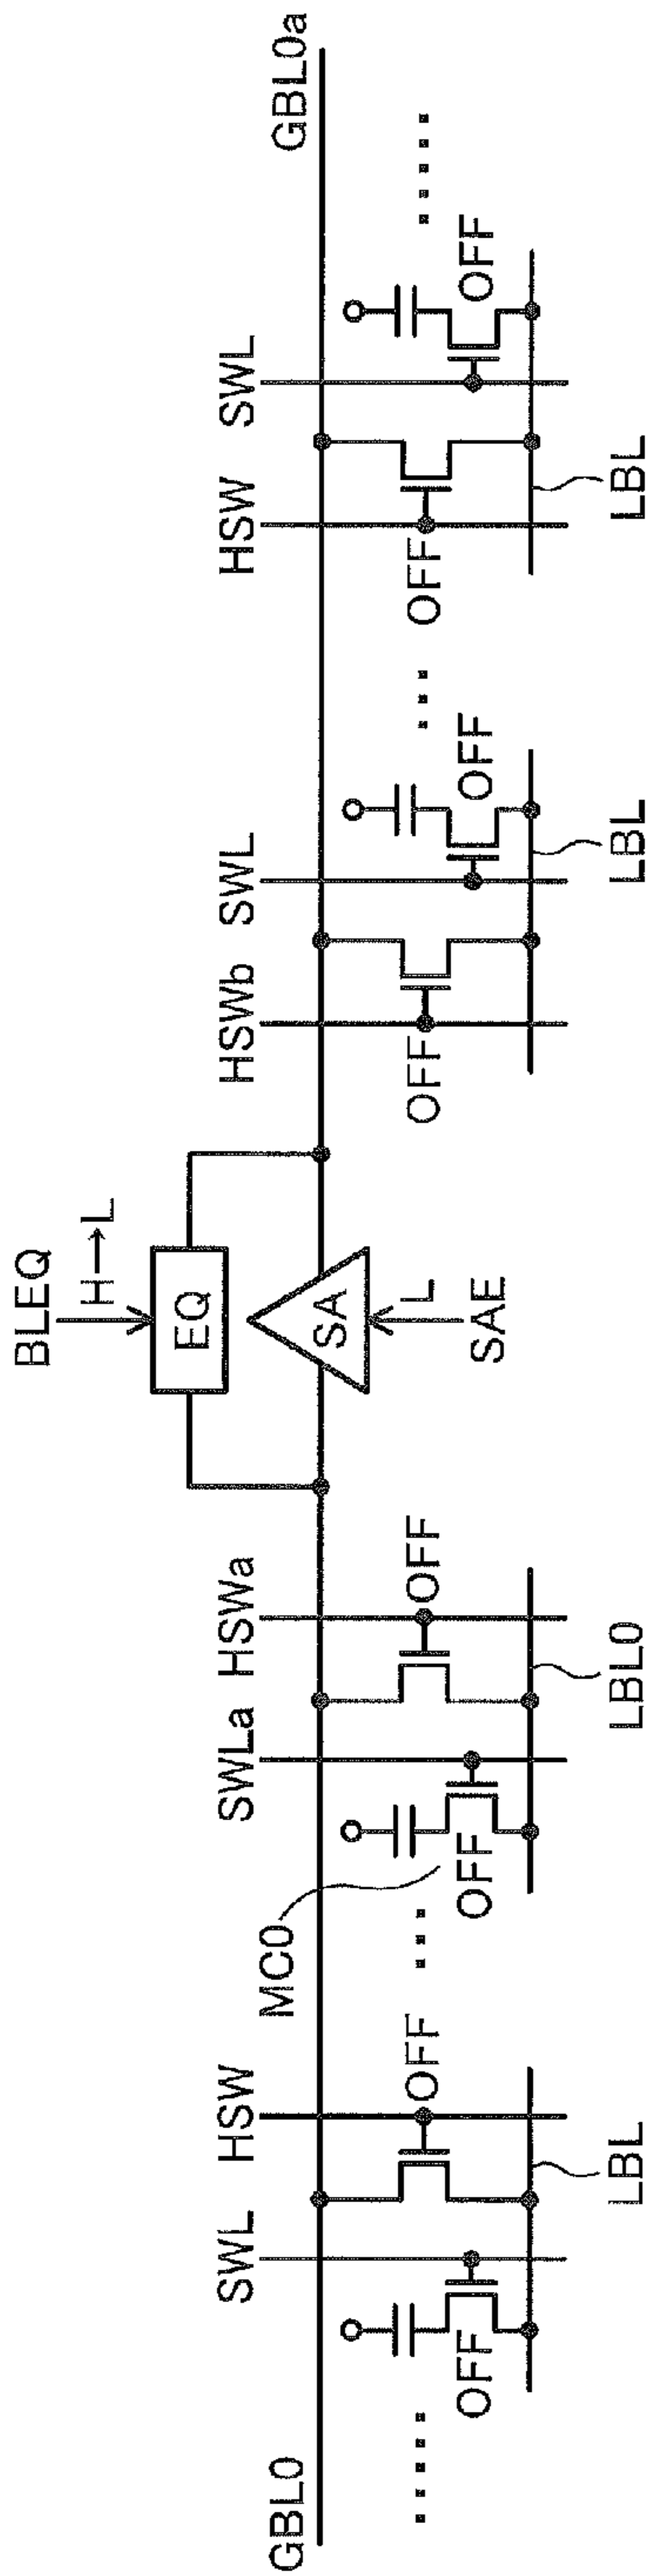 BLEQ
H→L
EQ
SWL
HSW
SWLa
HSWa
HSWb
SWL
HSW
SWL
GBL0
MC0
GBL0a
SA
L
SAE
OFF
OFF
OFF
OFF
OFF
OFF
OFF
OFF
LBL
LBL0
LBL
LBL